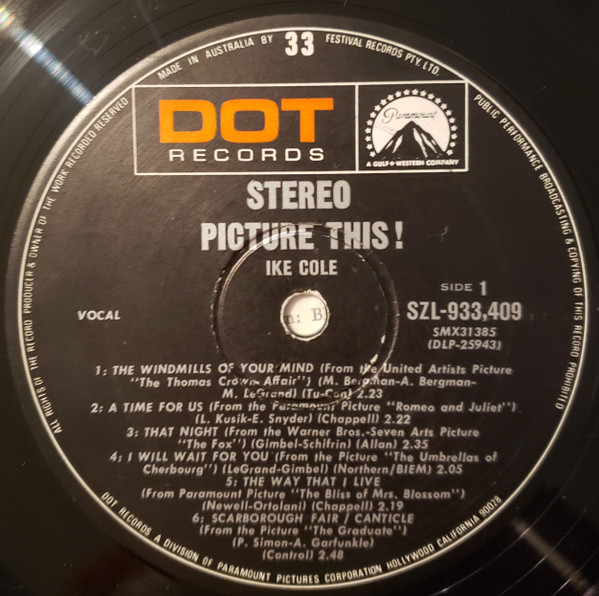 MADE IN AUSTRALIA BY 33 FESTIVAL RECORDS PTY. LTD.
DOT
RECORDS
Paramount
A GULF+WESTERN COMPANY
STEREO
PICTURE THIS!
IKE COLE
SIDE 1
VOCAL
SZL-933,409
SMX31385
(DLP-25943)
n: B
1: THE WINDMILLS OF YOUR MIND (From the United Artists Picture
"The Thomas Crown Affair") (M. Bergman-A. Bergman-
M. LeGrand) (Tu-Con) 2.23
2: A TIME FOR US (From the Paramount Picture "Romeo and Juliet")
(L. Kusik-E. Snyder) (Chappell) 2.22
3: THAT NIGHT (From the Warner Bros.-Seven Arts Picture
"The Fox") (Gimbel-Schifrin) (Allan) 2.35
4: I WILL WAIT FOR YOU (From the Picture "The Umbrellas of
Cherbourg") (LeGrand-Gimbel) (Northern/BIEM) 2.05
5: THE WAY THAT I LIVE
(From Paramount Picture "The Bliss of Mrs. Blossom")
(Newell-Ortolani) (Chappell) 2.19
6: SCARBOROUGH FAIR / CANTICLE
(From the Picture "The Graduate")
(P. Simon-A. Garfunkle)
(Control) 2.48
ALL RIGHTS OF THE RECORD PRODUCER & OWNER OF THE WORK RECORDED RESERVED
PUBLIC PERFORMANCE BROADCASTING & COPYING OF THIS RECORD PROHIBITED
DOT RECORDS A DIVISION OF PARAMOUNT PICTURES CORPORATION HOLLYWOOD CALIFORNIA 90028